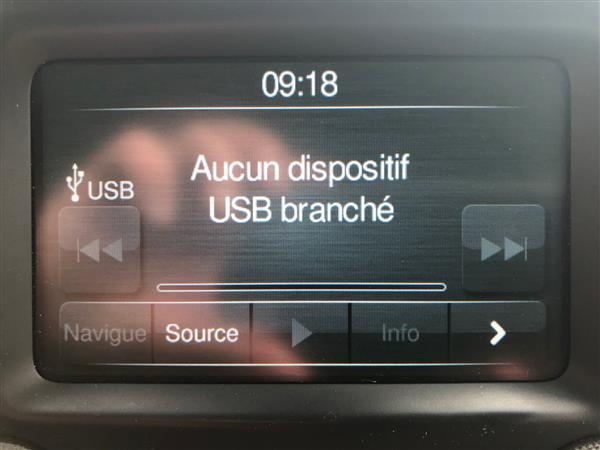 09:18
Aucun dispositif
USB branché
USB
Navigue Source Info